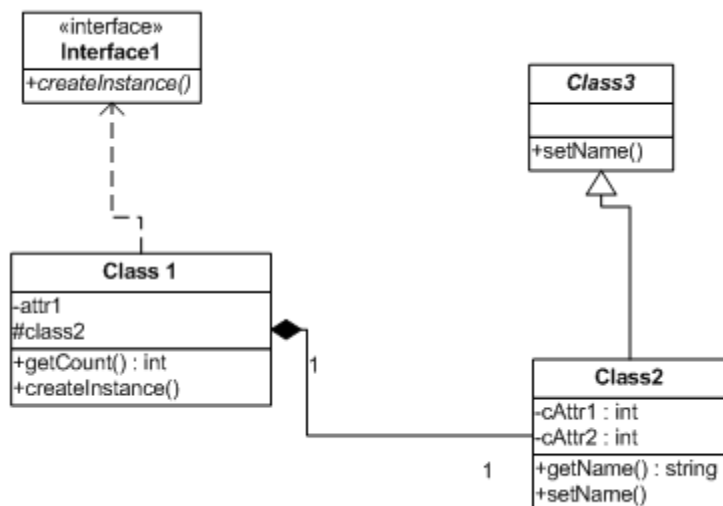 «interface»
Interface1
+createInstance()
Class3
+setName()
Class 1
-attr1
#class2
+getCount() : int
+createInstance()
1
Class2
-cAttr1 : int
-cAttr2 : int
1
+getName() : string
+setName()